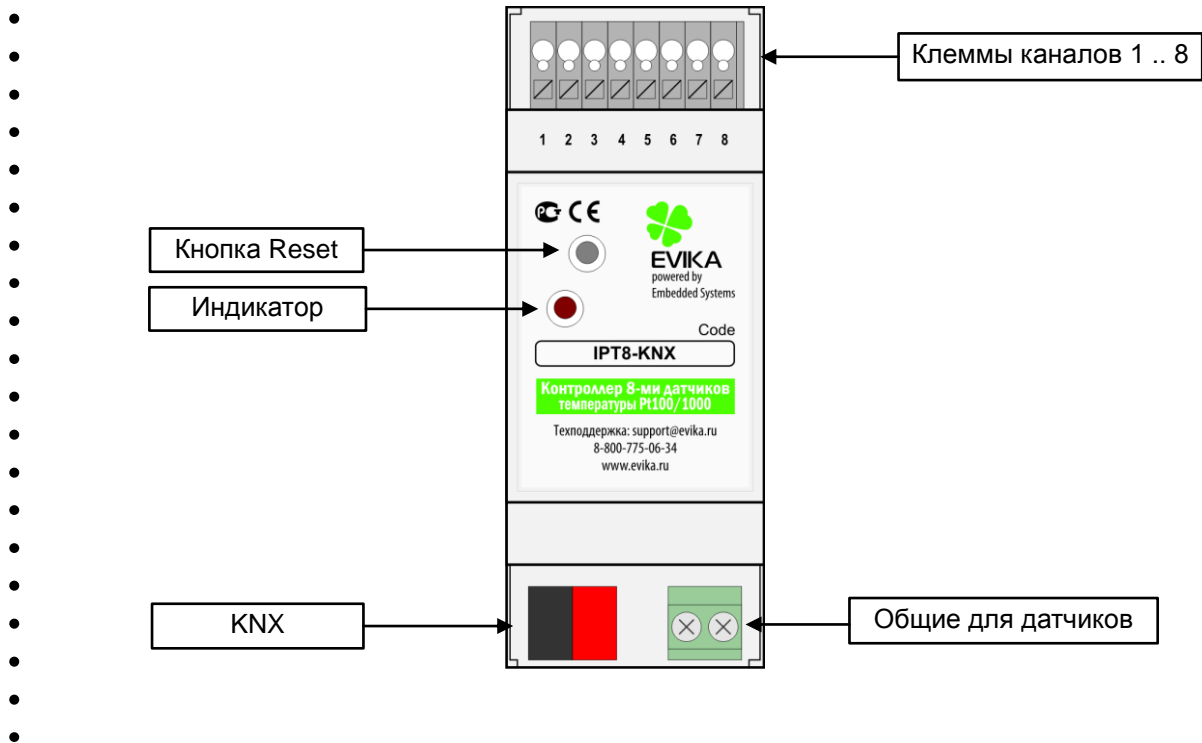 Клеммы каналов 1 .. 8
1 2 3 4 5 6 7 8
Кнопка Reset
EVIKA
powered by
Embedded Systems
Индикатор
Code
IPT8-KNX
Контроллер 8-ми датчиков
температуры Pt100/1000
Техподдержка: support@evika.ru
8-800-775-06-34
www.evika.ru
KNX
Общие для датчиков